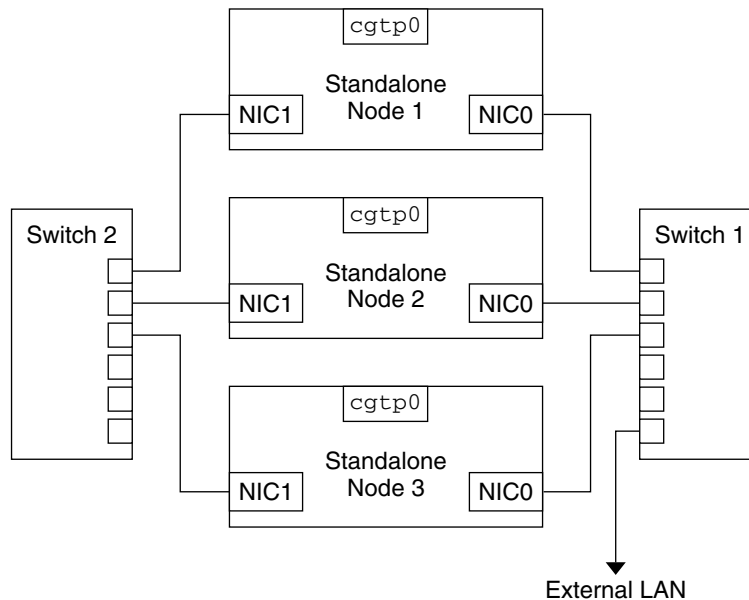 cgtp0
Standalone
Node 1
NIC1
NIC0
Switch 2
Switch 1
cgtp0
Standalone
Node 2
NIC1
NIC0
cgtp0
Standalone
Node 3
NIC1
NIC0
External LAN